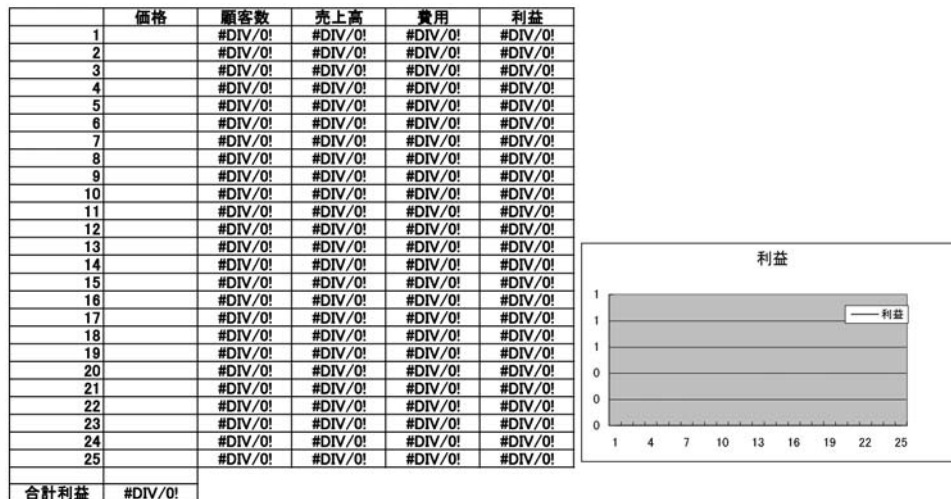 価格 顧客数 売上高 費用 利益
1 #DIV/0! #DIV/0! #DIV/0! #DIV/0!
2 #DIV/0! #DIV/0! #DIV/0! #DIV/0!
3 #DIV/0! #DIV/0! #DIV/0! #DIV/0!
4 #DIV/0! #DIV/0! #DIV/0! #DIV/0!
5 #DIV/0! #DIV/0! #DIV/0! #DIV/0!
6 #DIV/0! #DIV/0! #DIV/0! #DIV/0!
7 #DIV/0! #DIV/0! #DIV/0! #DIV/0!
8 #DIV/0! #DIV/0! #DIV/0! #DIV/0!
9 #DIV/0! #DIV/0! #DIV/0! #DIV/0!
10 #DIV/0! #DIV/0! #DIV/0! #DIV/0!
11 #DIV/0! #DIV/0! #DIV/0! #DIV/0!
12 #DIV/0! #DIV/0! #DIV/0! #DIV/0!
13 #DIV/0! #DIV/0! #DIV/0! #DIV/0!
14 #DIV/0! #DIV/0! #DIV/0! #DIV/0!
15 #DIV/0! #DIV/0! #DIV/0! #DIV/0!
16 #DIV/0! #DIV/0! #DIV/0! #DIV/0!
17 #DIV/0! #DIV/0! #DIV/0! #DIV/0!
18 #DIV/0! #DIV/0! #DIV/0! #DIV/0!
19 #DIV/0! #DIV/0! #DIV/0! #DIV/0!
20 #DIV/0! #DIV/0! #DIV/0! #DIV/0!
21 #DIV/0! #DIV/0! #DIV/0! #DIV/0!
22 #DIV/0! #DIV/0! #DIV/0! #DIV/0!
23 #DIV/0! #DIV/0! #DIV/0! #DIV/0!
24 #DIV/0! #DIV/0! #DIV/0! #DIV/0!
25 #DIV/0! #DIV/0! #DIV/0! #DIV/0!
合計利益 #DIV/0!
利益
1
利益
1
1
0
0
0
1 4 7 10 13 16 19 22 25